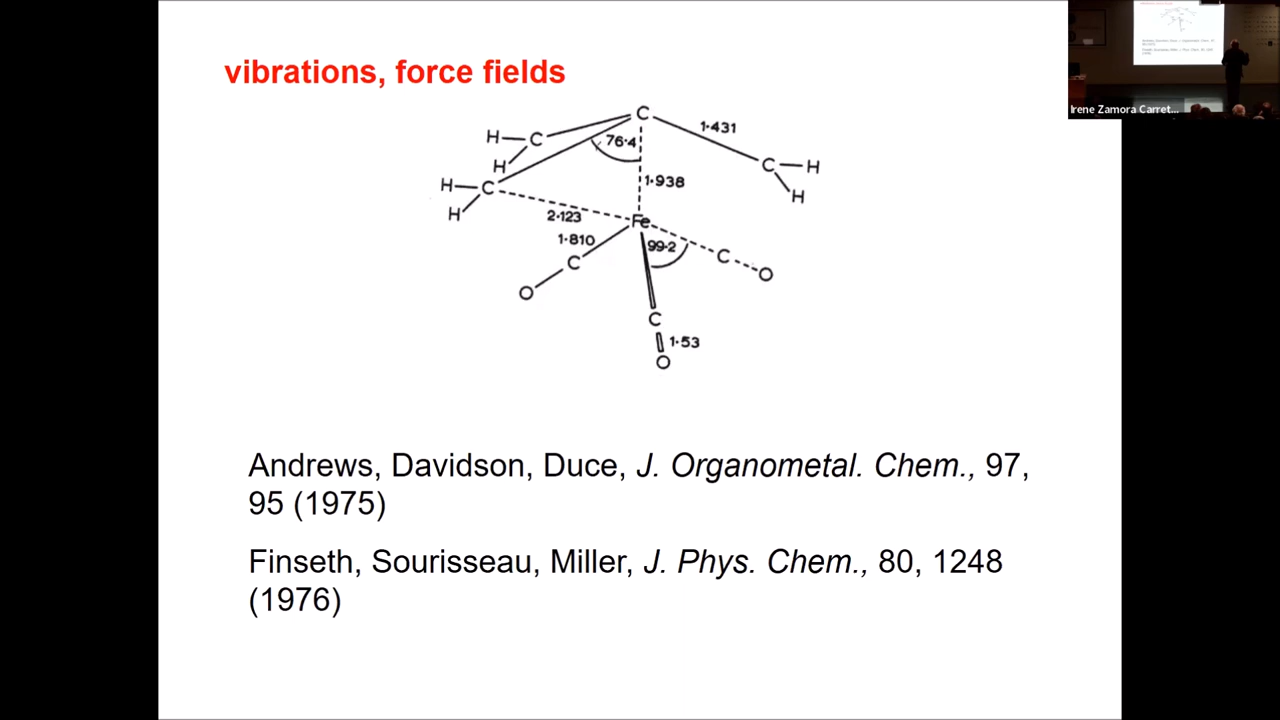 vibrations, force fields
C
1·431
H C
76·4
H
C H
H C
1·938
H
H
2·123
Fe
1·810
99·2
C
C
O
O
C
1·53
O
Andrews, Davidson, Duce, J. Organometal. Chem., 97,
95 (1975)
Finseth, Sourisseau, Miller, J. Phys. Chem., 80, 1248
(1976)
Irene Zamora Carret...